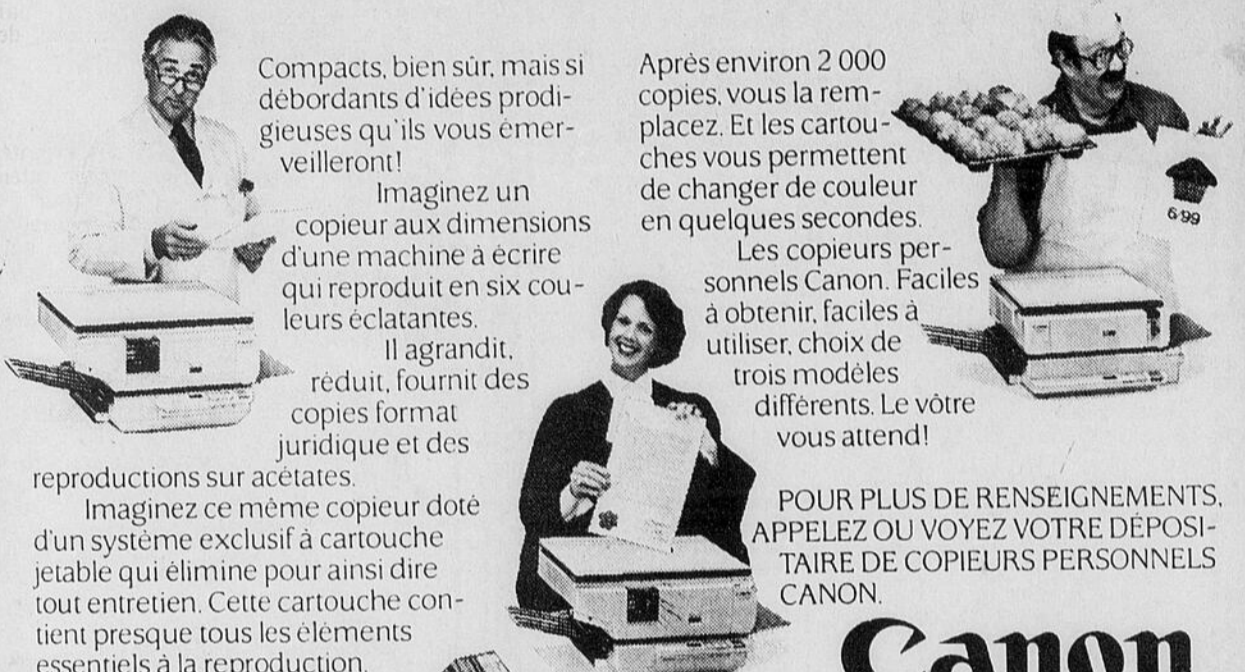 Compacts, bien sûr, mais si
débordants d'idées prodi-
gieuses qu'ils vous émer-
veilleront!
Imaginez un
copieur aux dimensions
d'une machine à écrire
qui reproduit en six cou-
leurs éclatantes.
Il agrandit,
réduit, fournit des
copies format
juridique et des
reproductions sur acétates.
Imaginez ce même copieur doté
d'un système exclusif à cartouche
jetable qui élimine pour ainsi dire
tout entretien. Cette cartouche con-
tient presque tous les éléments
essentiels à la reproduction.
Après environ 2 000
copies, vous la rem-
placez. Et les cartou-
ches vous permettent
de changer de couleur
en quelques secondes.
Les copieurs per-
sonnels Canon. Faciles
à obtenir, faciles à
utiliser, choix de
trois modèles
différents. Le vôtre
vous attend!
6.99
POUR PLUS DE RENSEIGNEMENTS,
APPELEZ OU VOYEZ VOTRE DÉPOSI-
TAIRE DE COPIEURS PERSONNELS
CANON.
Canon